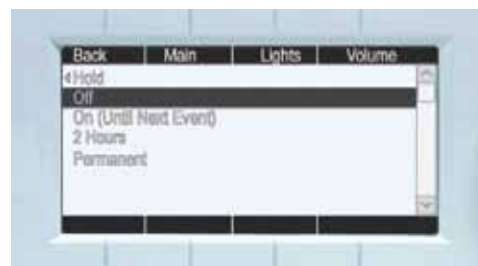 Back Main Lights Volume
Hold
Off
On (Until Next Event)
2 Hours
Permanent